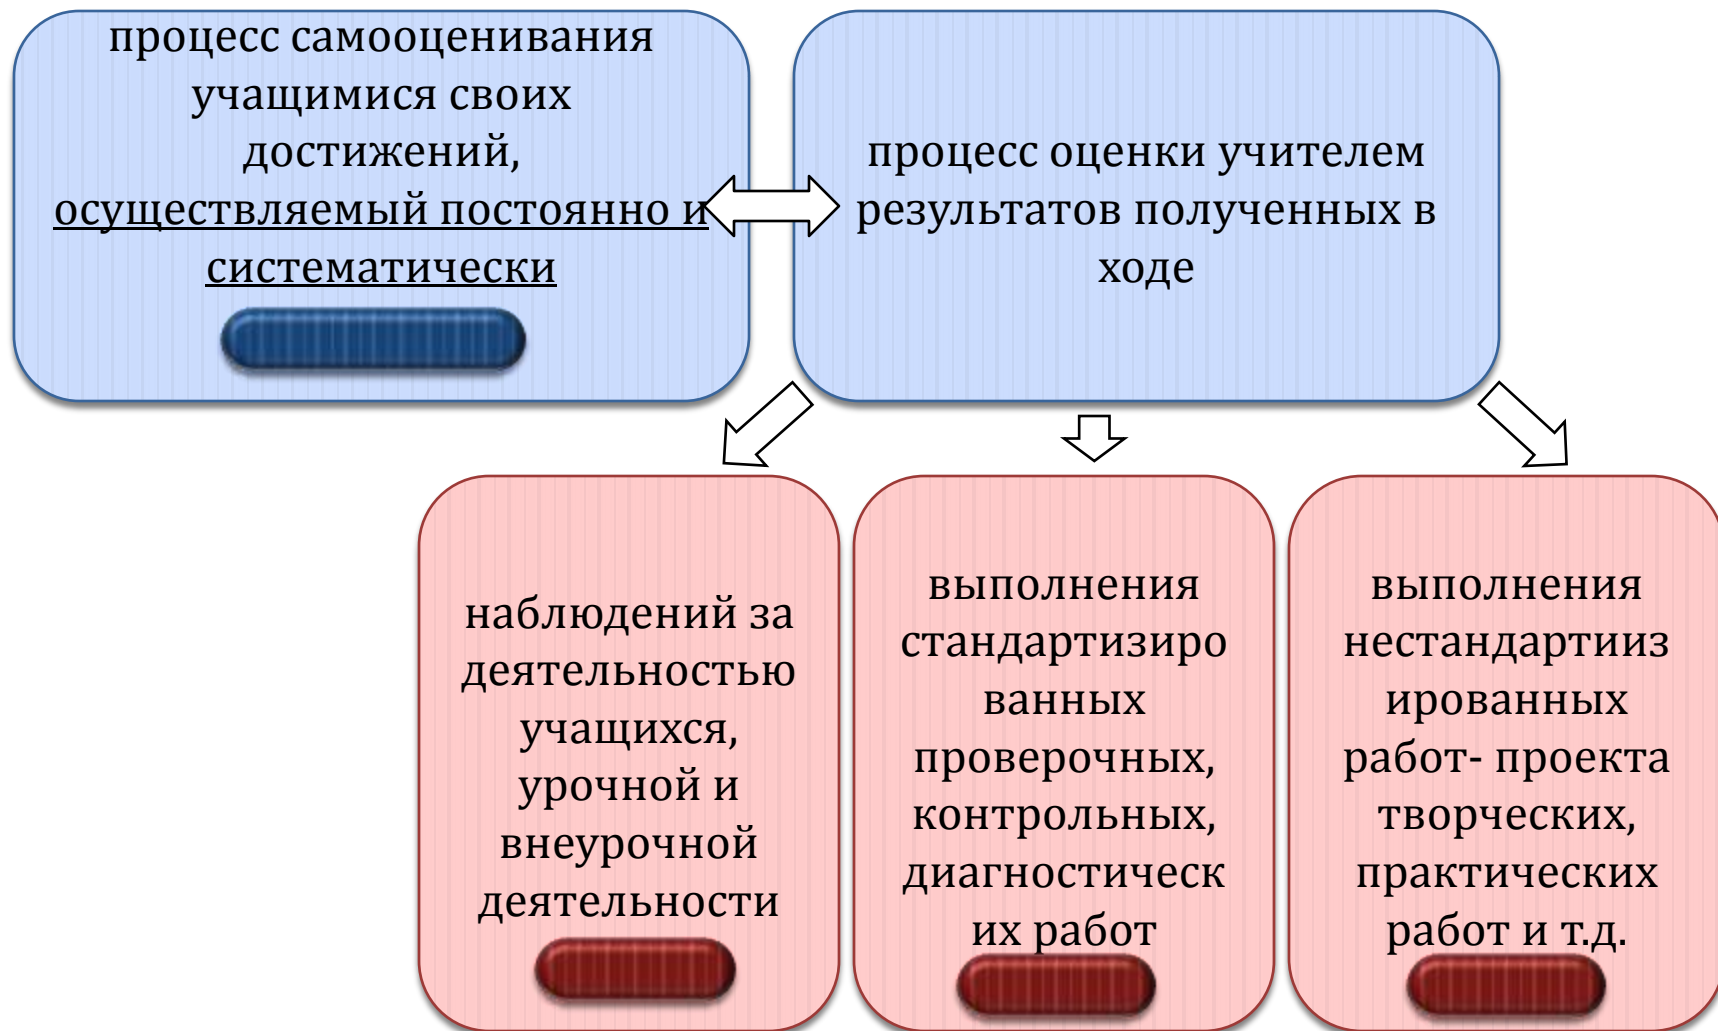 процесс самооценивания
учащимися своих
достижений,
осуществляемый постоянно и
систематически
процесс оценки учителем
результатов полученных в
ходе
наблюдений за
деятельностью
учащихся,
урочной и
внеурочной
деятельности
выполнения
стандартизиро
ванных
проверочных,
контрольных,
диагностическ
их работ
выполнения
нестандартииз
ированных
работ- проекта
творческих,
практических
работ и т.д.